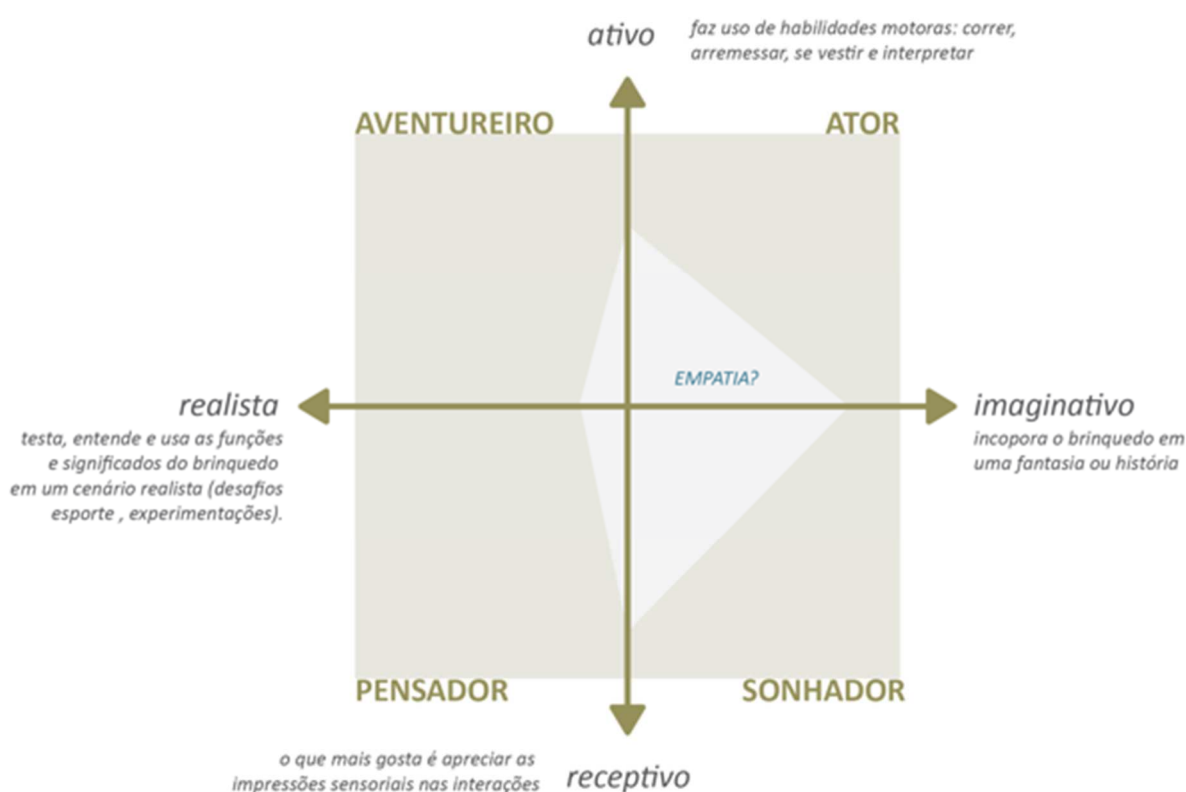 ativo
faz uso de habilidades motoras: correr,
arremessar, se vestir e interpretar
AVENTUREIRO
ATOR
EMPATIA?
realista
testa, entende e usa as funções
e significados do brinquedo
em um cenário realista (desafios
esporte , experimentações).
imaginativo
incopora o brinquedo em
uma fantasia ou história
PENSADOR
SONHADOR
o que mais gosta é apreciar as
impressões sensoriais nas interações
receptivo